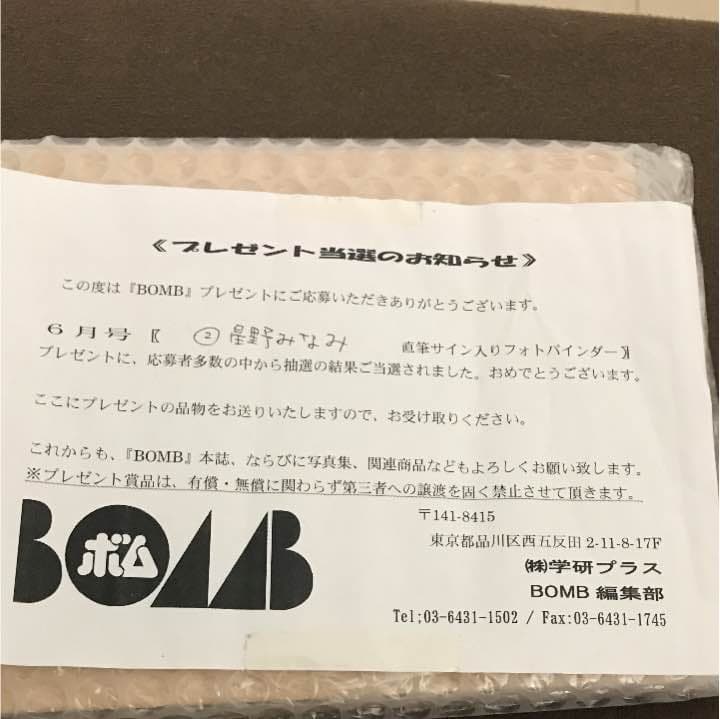 《プレゼント当選のお知らせ》
この度は『BOMB』プレゼントにご応募いただきありがとうございます。
6月号〖 ②星野みなみ 直筆サイン入りフォトバインダー〗
プレゼントに、応募者多数の中から抽選の結果ご当選されました。おめでとうございます。
ここにプレゼントの品物をお送りいたしますので、お受け取りください。
これからも、『BOMB』本誌、ならびに写真集、関連商品などもよろしくお願い致します。
※プレゼント賞品は、有償・無償に関わらず第三者への譲渡を固く禁止させて頂きます。
BOMB
ボム
〒141-8415
東京都品川区西五反田 2-11-8-17F
㈱学研プラス
BOMB 編集部
Tel;03-6431-1502 / Fax:03-6431-1745